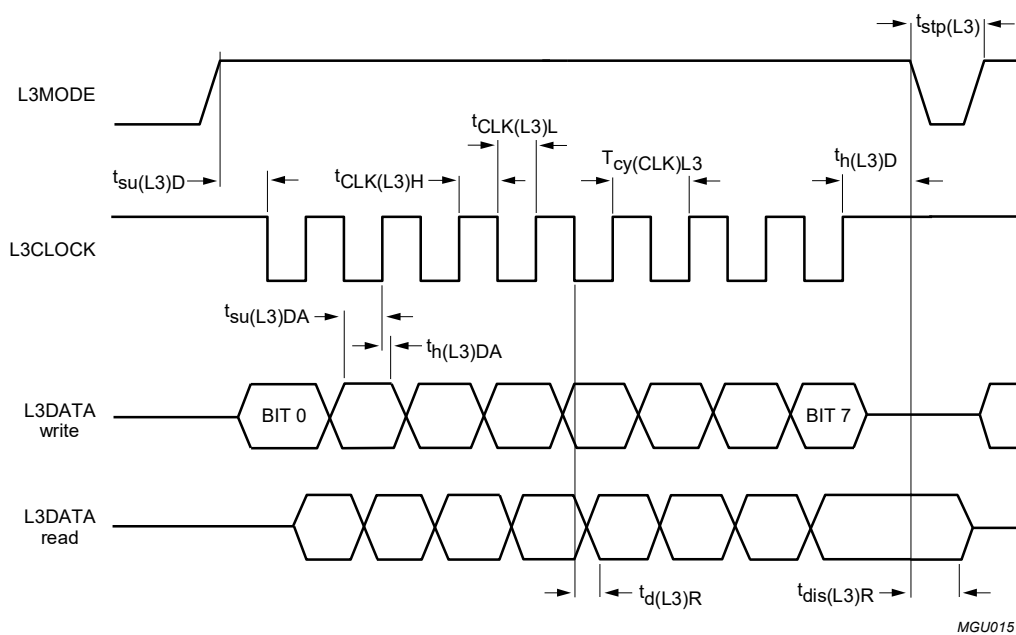 tstp(L3)
L3MODE
tCLK(L3)L
tsu(L3)D
tCLK(L3)H
Tcy(CLK)L3
th(L3)D
L3CLOCK
tsu(L3)DA
th(L3)DA
L3DATA
write
BIT 0
BIT 7
L3DATA
read
td(L3)R
tdis(L3)R
MGU015